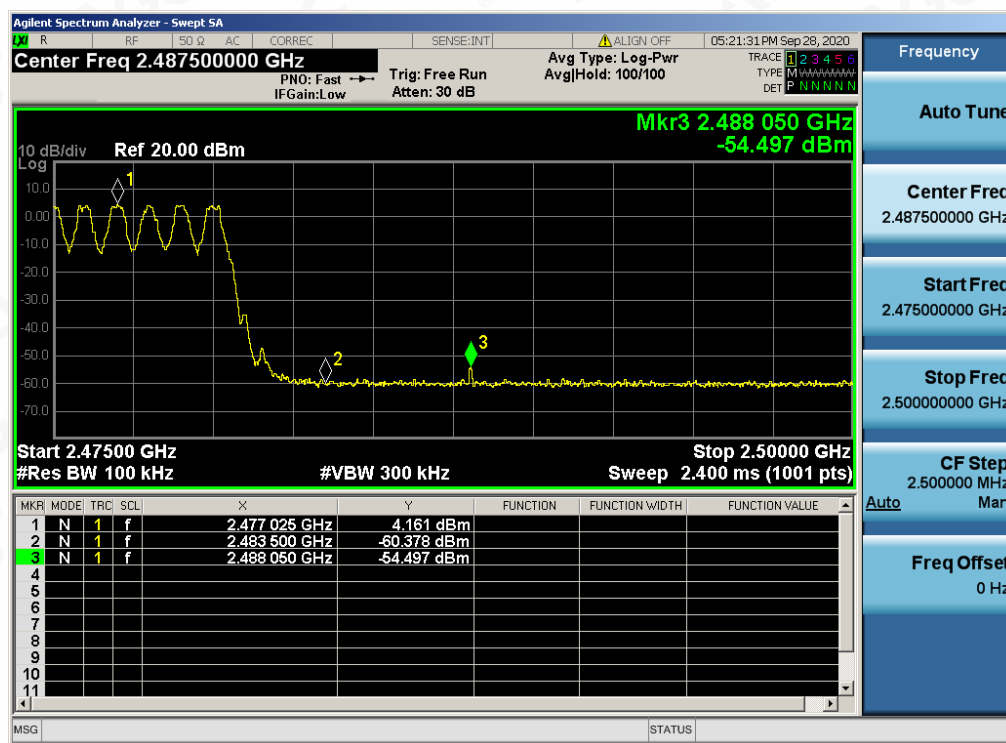 Agilent Spectrum Analyzer - Swept SA
LXI R RF 50 Ω AC CORREC SENSE:INT ALIGN OFF 05:21:31 PM Sep 28, 2020
Center Freq 2.487500000 GHz
PNO: Fast
IFGain:Low
Trig: Free Run
Atten: 30 dB
Avg Type: Log-Pwr
Avg|Hold: 100/100
TRACE 1 2 3 4 5 6
TYPE M
DET P N N N N N
Mkr3 2.488 050 GHz
-54.497 dBm
10 dB/div Ref 20.00 dBm
Log
10.0
0.00
-10.0
-20.0
-30.0
-40.0
-50.0
-60.0
-70.0
1
2
3
Start 2.47500 GHz Stop 2.50000 GHz
#Res BW 100 kHz #VBW 300 kHz Sweep 2.400 ms (1001 pts)
MKR MODE TRC SCL X Y FUNCTION FUNCTION WIDTH FUNCTION VALUE
1 N 1 f 2.477 025 GHz 4.161 dBm
2 N 1 f 2.483 500 GHz -60.378 dBm
3 N 1 f 2.488 050 GHz -54.497 dBm
4
5
6
7
8
9
10
11
MSG STATUS
Frequency
Auto Tune
Center Freq
2.487500000 GHz
Start Freq
2.475000000 GHz
Stop Freq
2.500000000 GHz
CF Step
2.500000 MHz
Auto Man
Freq Offset
0 Hz